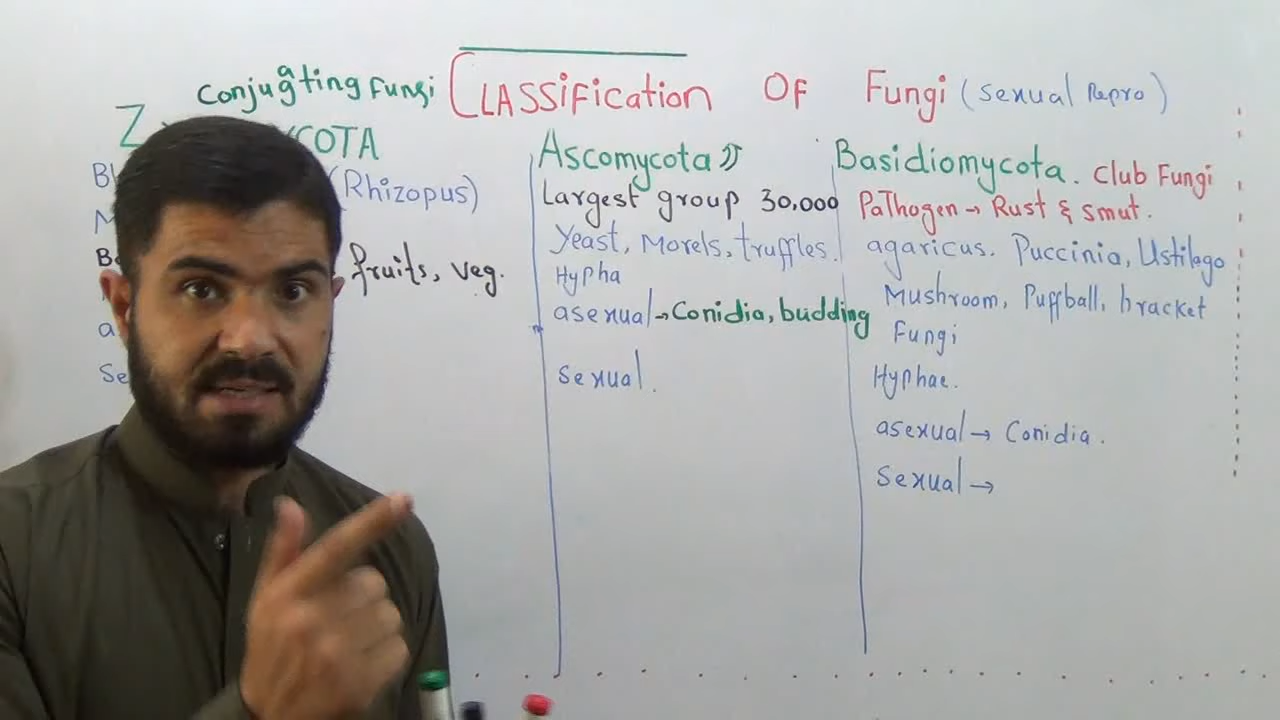 Conjugating Fungi
CLASSIFICATION OF Fungi (Sexual Repro)
COTA
(Rhizopus)
fruits, veg.
Ascomycota
Largest group 30,000
Yeast, Morels, truffles.
Hypha
asexual → Conidia, budding
Sexual.
Basidiomycota. Club Fungi
PaThogen → Rust & smut.
agaricus. Puccinia, Ustilago
Mushroom, Puffball, bracket
Fungi
Hyphae.
asexual → Conidia.
Sexual →